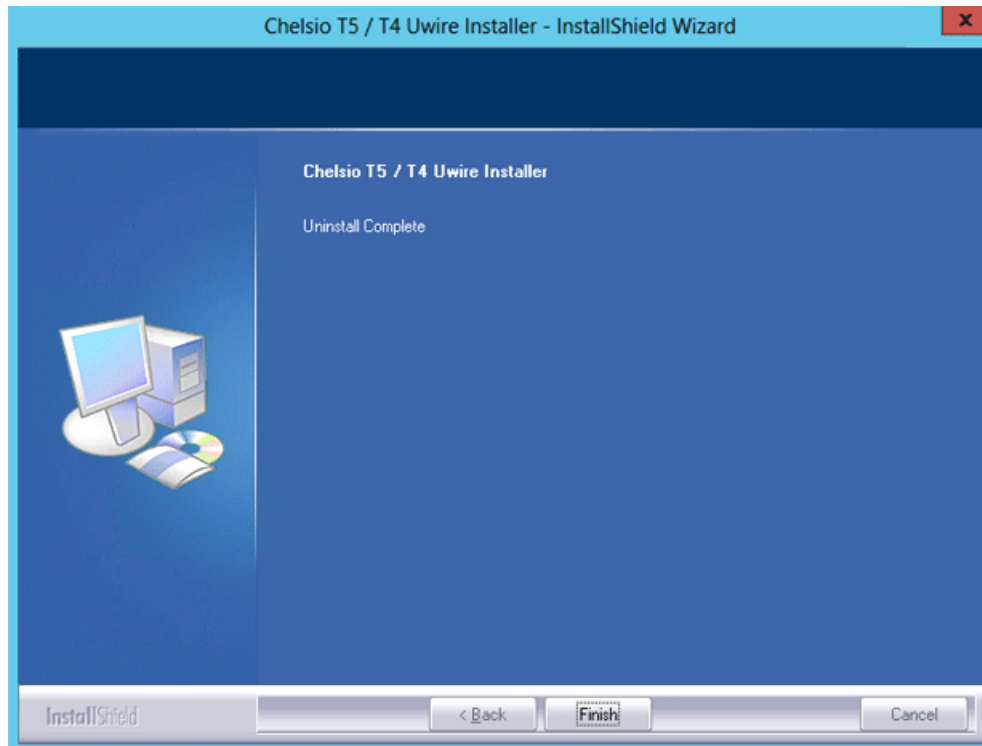 Chelsio T5 / T4 Uwire Installer - InstallShield Wizard
x
Chelsio T5 / T4 Uwire Installer
Uninstall Complete
InstallShield
< Back
Finish
Cancel